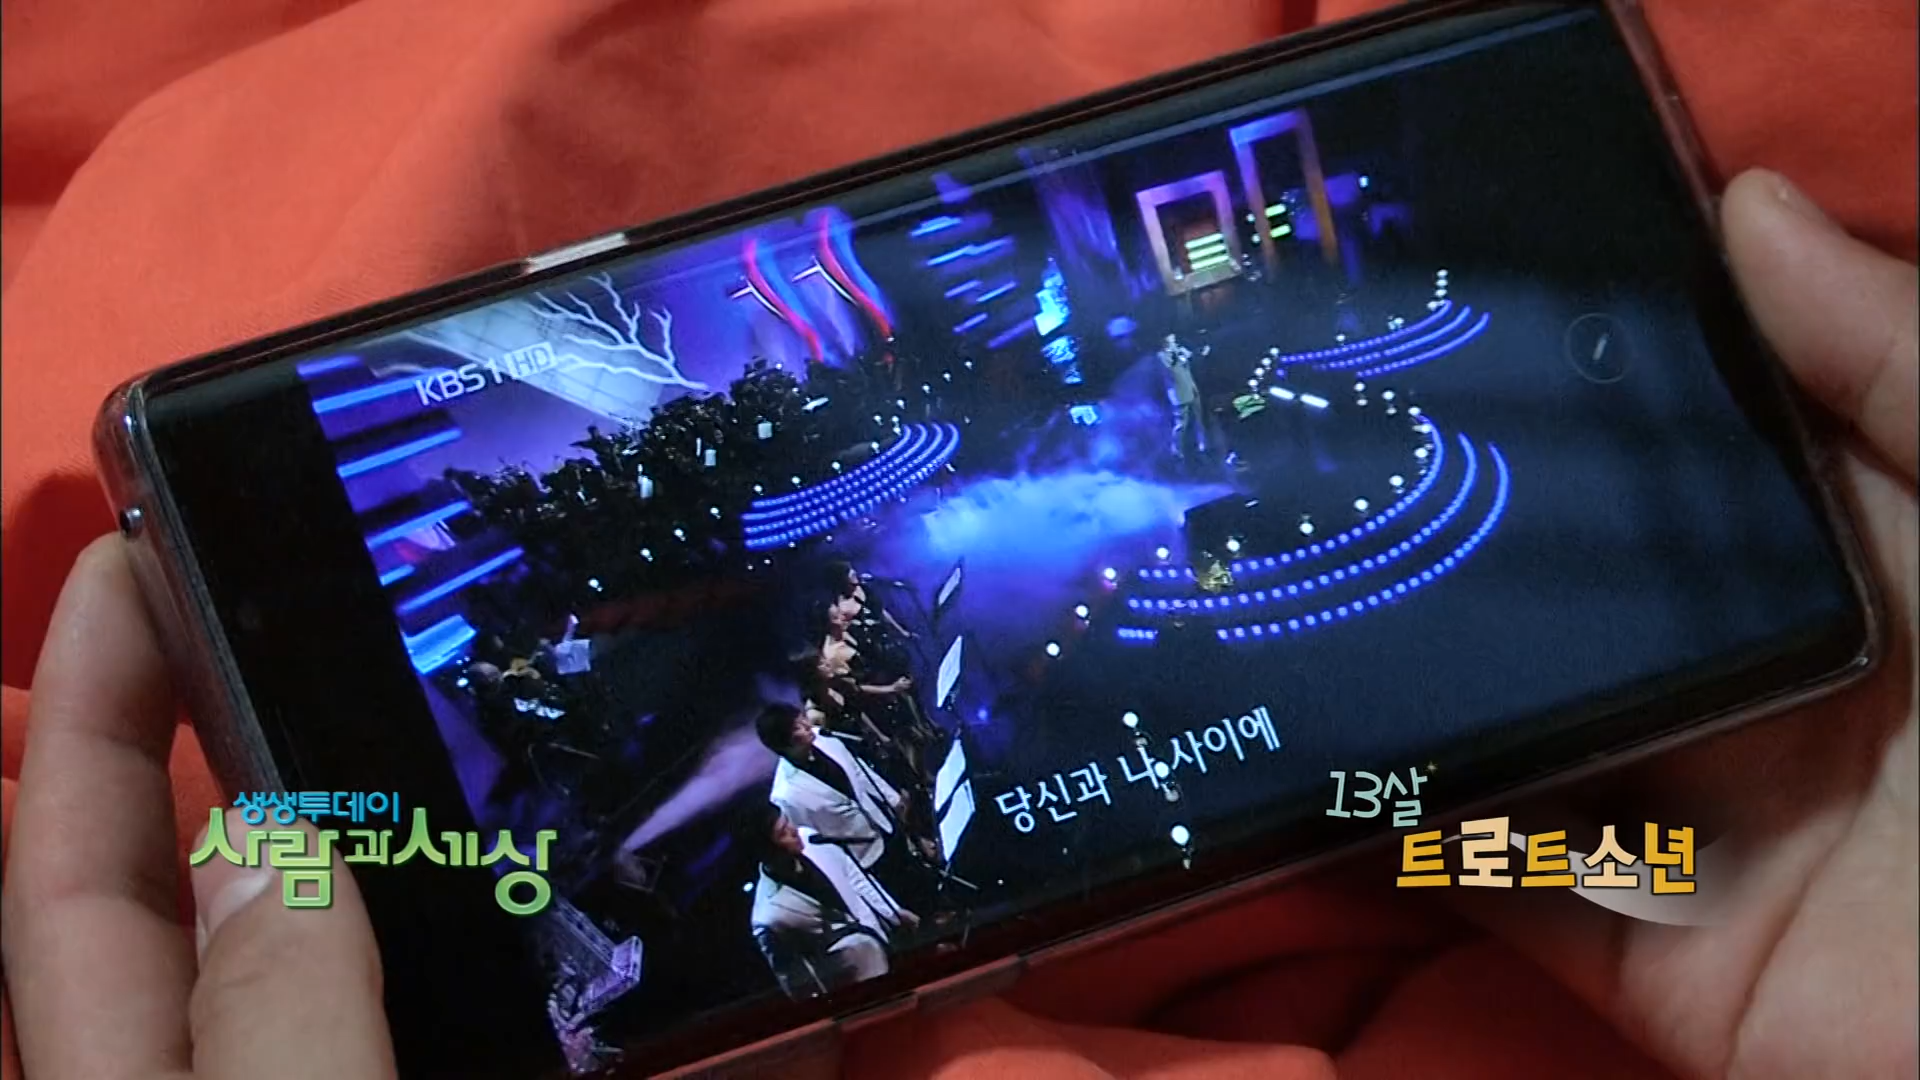 KBS1 HD
당신과 나 사이에
생생투데이
사람과세상
13살
트로트소년